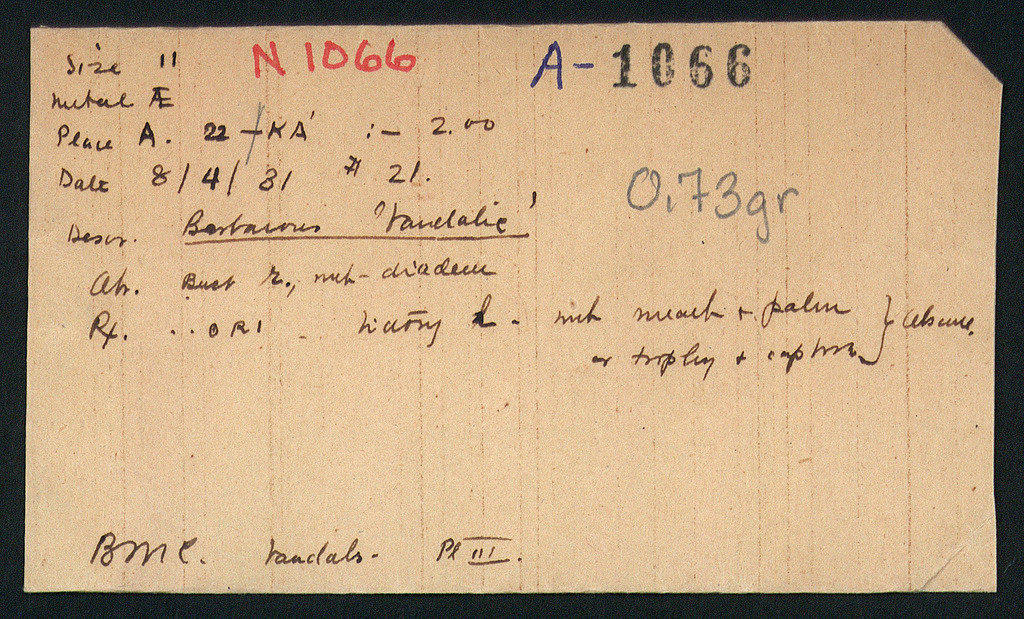 Size 11 N 1066 A-1066
Metal Æ
Place A. 22 - KA' :- 2.00
Date 8/4/31 # 21.
0,73gr
Descr. Barbarous 'Vandalic'
Ob. Bust r., with diadem
Rx. ..ORI .. Victory l. with wreath + palm } Obscure.
or trophy + captive
BMC. Vandals. Pl III.